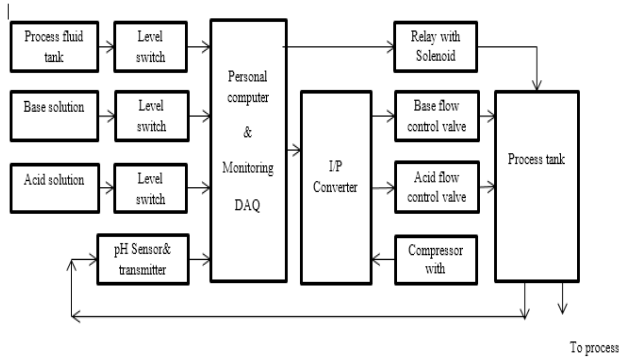 Process fluid
tank
Level
switch
Base solution
Level
switch
Acid solution
Level
switch
pH Sensor&
transmitter
Personal
computer
&
Monitoring
DAQ
I/P
Converter
Relay with
Solenoid
Base flow
control valve
Acid flow
control valve
Compressor
with
Process tank
To process